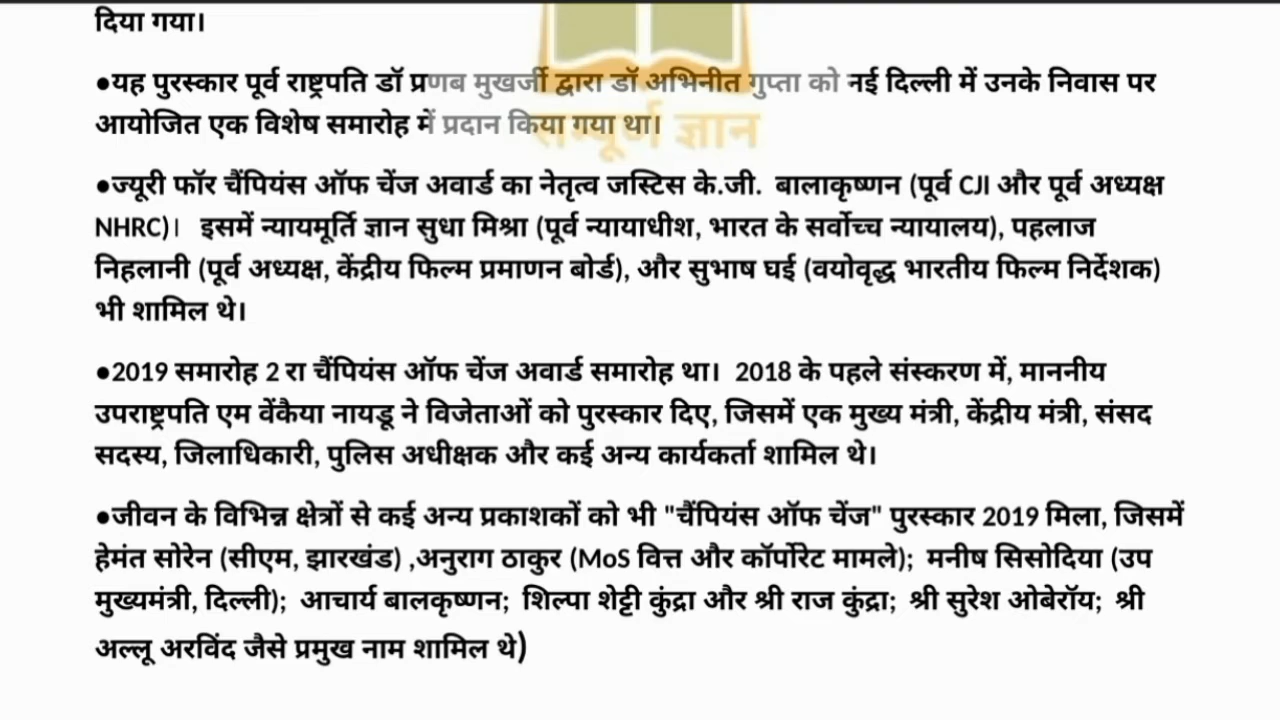 दिया गया।
●यह पुरस्कार पूर्व राष्ट्रपति डॉ प्रणब मुखर्जी द्वारा डॉ अभिनीत गुप्ता को नई दिल्ली में उनके निवास पर
आयोजित एक विशेष समारोह में प्रदान किया गया था।
सम्पूर्ण ज्ञान
●ज्यूरी फॉर चैंपियंस ऑफ चेंज अवार्ड का नेतृत्व जस्टिस के.जी. बालाकृष्णन (पूर्व CJI और पूर्व अध्यक्ष
NHRC)। इसमें न्यायमूर्ति ज्ञान सुधा मिश्रा (पूर्व न्यायाधीश, भारत के सर्वोच्च न्यायालय), पहलाज
निहलानी (पूर्व अध्यक्ष, केंद्रीय फिल्म प्रमाणन बोर्ड), और सुभाष घई (वयोवृद्ध भारतीय फिल्म निर्देशक)
भी शामिल थे।
●2019 समारोह 2 रा चैंपियंस ऑफ चेंज अवार्ड समारोह था। 2018 के पहले संस्करण में, माननीय
उपराष्ट्रपति एम वेंकैया नायडू ने विजेताओं को पुरस्कार दिए, जिसमें एक मुख्य मंत्री, केंद्रीय मंत्री, संसद
सदस्य, जिलाधिकारी, पुलिस अधीक्षक और कई अन्य कार्यकर्ता शामिल थे।
●जीवन के विभिन्न क्षेत्रों से कई अन्य प्रकाशकों को भी "चैंपियंस ऑफ चेंज" पुरस्कार 2019 मिला, जिसमें
हेमंत सोरेन (सीएम, झारखंड) ,अनुराग ठाकुर (MoS वित्त और कॉर्पोरेट मामले); मनीष सिसोदिया (उप
मुख्यमंत्री, दिल्ली); आचार्य बालकृष्णन; शिल्पा शेट्टी कुंद्रा और श्री राज कुंद्रा; श्री सुरेश ओबेरॉय; श्री
अल्लू अरविंद जैसे प्रमुख नाम शामिल थे)